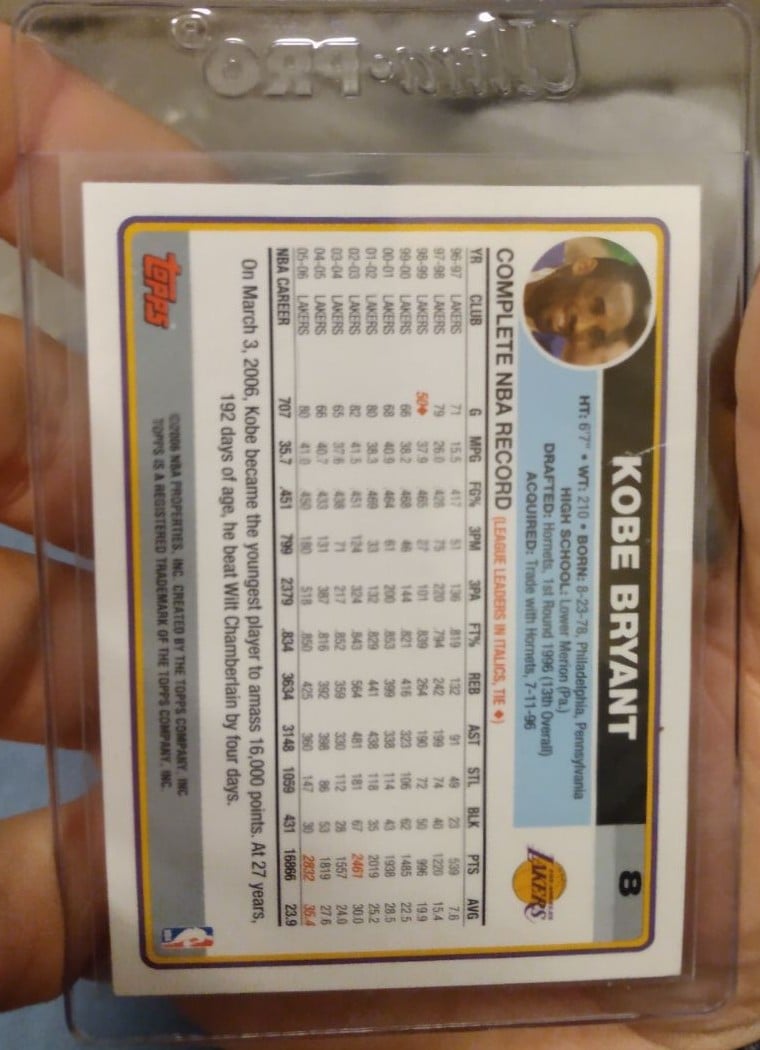 Ultra·PRO®
KOBE BRYANT 8
HT: 6'7" • WT: 210 • BORN: 8-23-78, Philadelphia, Pennsylvania
HIGH SCHOOL: Lower Merion (Pa.)
DRAFTED: Hornets, 1st Round 1996 (13th Overall)
ACQUIRED: Trade with Hornets, 7-11-96
LOS ANGELES
LAKERS
COMPLETE NBA RECORD (LEAGUE LEADERS IN ITALICS, TIE ♦)
YR CLUB G MPG FG% 3PM 3PA FT% REB AST STL BLK PTS AVG
96-97 LAKERS 71 15.5 .417 51 136 .819 132 91 49 23 539 7.6
97-98 LAKERS 79 26.0 .428 75 220 .794 242 199 74 40 1220 15.4
98-99 LAKERS 50♦ 37.9 .465 27 101 .839 264 190 72 50 996 19.9
99-00 LAKERS 66 38.2 .468 46 144 .821 416 323 106 62 1485 22.5
00-01 LAKERS 68 40.9 .464 61 200 .853 399 338 114 43 1938 28.5
01-02 LAKERS 80 38.3 .469 33 132 .829 441 438 118 35 2019 25.2
02-03 LAKERS 82 41.5 .451 124 324 .843 564 481 181 67 2461 30.0
03-04 LAKERS 65 37.6 .438 71 217 .852 359 330 112 28 1557 24.0
04-05 LAKERS 66 40.7 .433 131 387 .816 392 398 86 53 1819 27.6
05-06 LAKERS 80 41.0 .450 180 518 .850 425 360 147 30 2832 35.4
NBA CAREER 707 35.7 .451 799 2379 .834 3634 3148 1059 431 16866 23.9
On March 3, 2006, Kobe became the youngest player to amass 16,000 points. At 27 years,
192 days of age, he beat Wilt Chamberlain by four days.
topps
©2006 NBA PROPERTIES, INC. CREATED BY THE TOPPS COMPANY, INC.
TOPPS IS A REGISTERED TRADEMARK OF THE TOPPS COMPANY, INC.
NBA